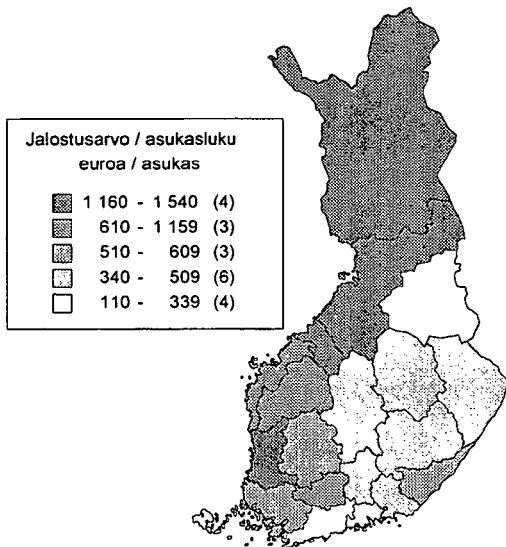 Jalostusarvo / asukasluku
euroa / asukas
1 160 - 1 540 (4)
610 - 1 159 (3)
510 - 609 (3)
340 - 509 (6)
110 - 339 (4)